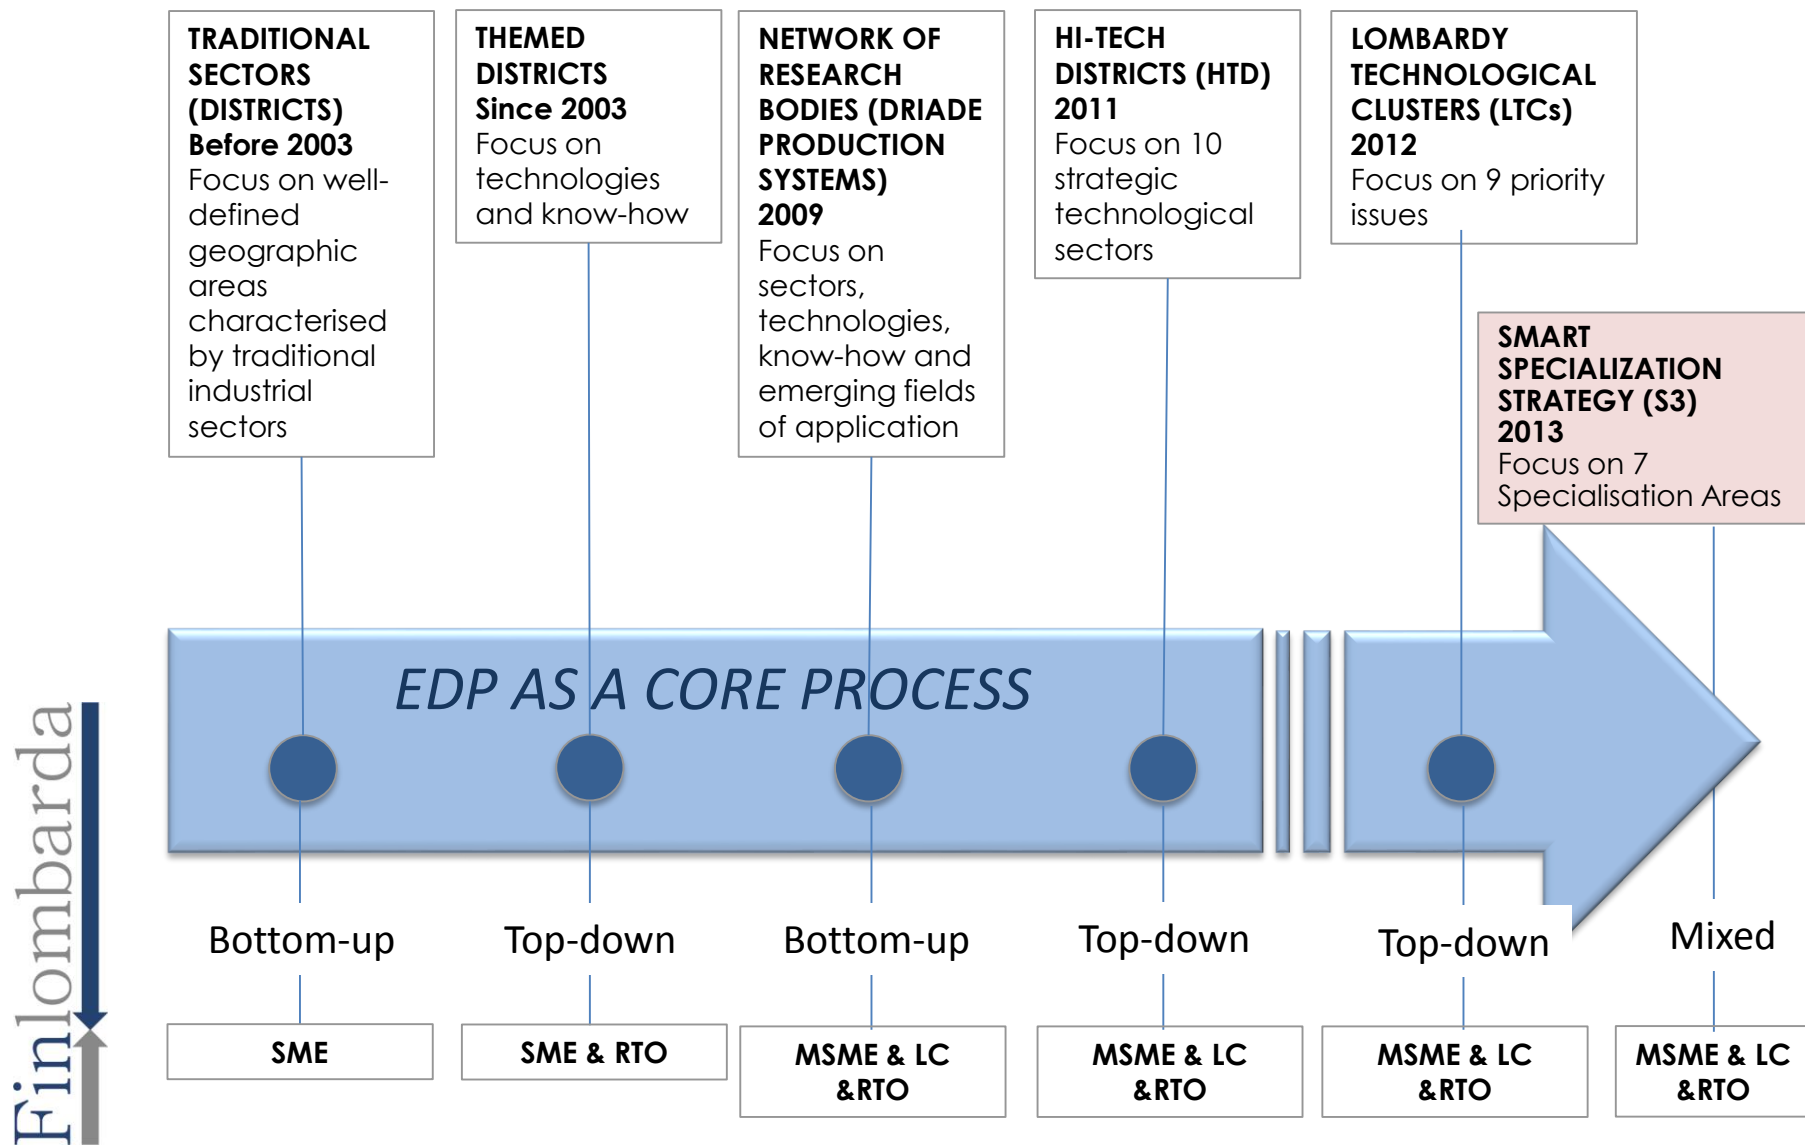 TRADITIONAL
SECTORS
(DISTRICTS)
Before 2003
Focus on well-
defined
geographic
areas
characterised
by traditional
industrial
sectors
THEMED
DISTRICTS
Since 2003
Focus on
technologies
and know-how
NETWORK OF
RESEARCH
BODIES (DRIADE
PRODUCTION
SYSTEMS)
2009
Focus on
sectors,
technologies,
know-how and
emerging fields
of application
HI-TECH
DISTRICTS (HTD)
2011
Focus on 10
strategic
technological
sectors
LOMBARDY
TECHNOLOGICAL
CLUSTERS (LTCs)
2012
Focus on 9 priority
issues
SMART
SPECIALIZATION
STRATEGY (S3)
2013
Focus on 7
Specialisation Areas
EDP AS A CORE PROCESS
Bottom-up
Top-down
Bottom-up
Top-down
Top-down
Mixed
SME
SME & RTO
MSME & LC
&RTO
MSME & LC
&RTO
MSME & LC
&RTO
MSME & LC
&RTO
Finlombarda